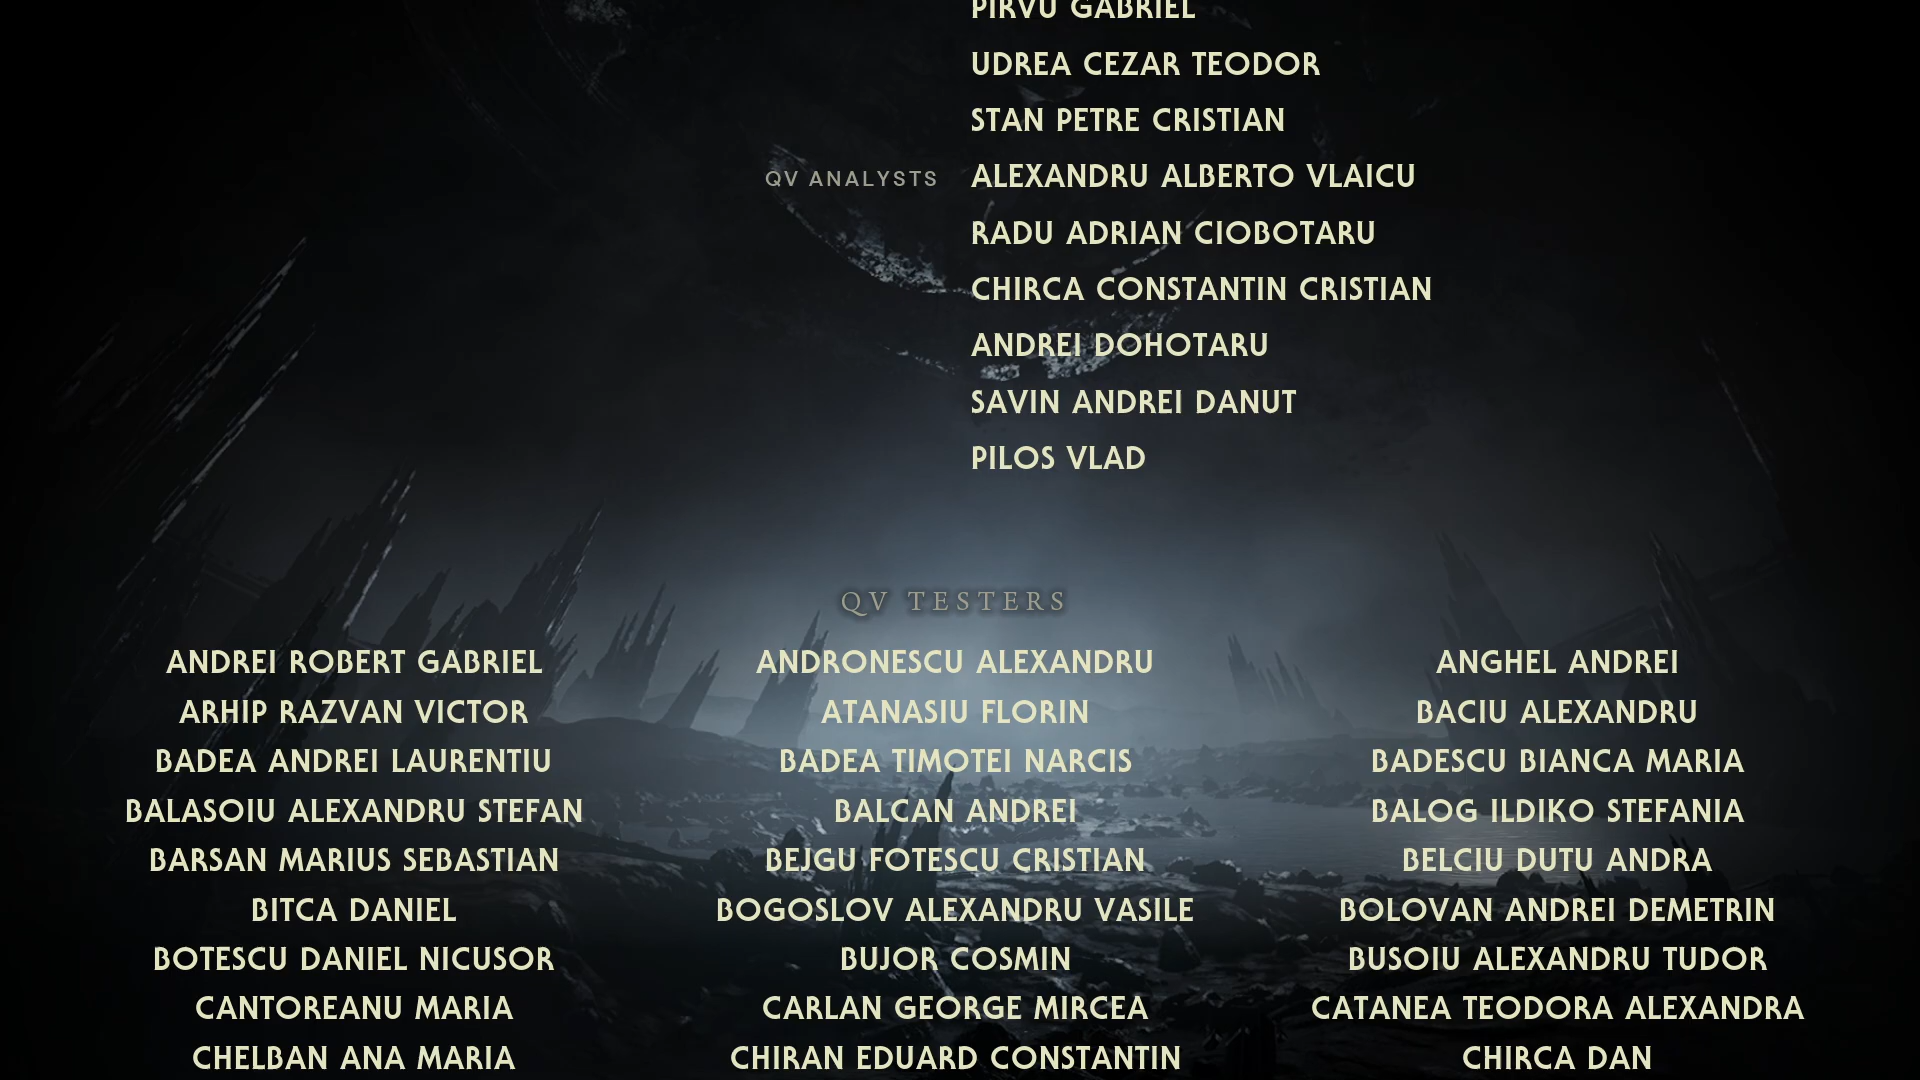 PIRVU GABRIEL
UDREA CEZAR TEODOR
STAN PETRE CRISTIAN
QV ANALYSTS ALEXANDRU ALBERTO VLAICU
RADU ADRIAN CIOBOTARU
CHIRCA CONSTANTIN CRISTIAN
ANDREI DOHOTARU
SAVIN ANDREI DANUT
PILOS VLAD
QV TESTERS
ANDREI ROBERT GABRIEL ANDRONESCU ALEXANDRU ANGHEL ANDREI
ARHIP RAZVAN VICTOR ATANASIU FLORIN BACIU ALEXANDRU
BADEA ANDREI LAURENTIU BADEA TIMOTEI NARCIS BADESCU BIANCA MARIA
BALASOIU ALEXANDRU STEFAN BALCAN ANDREI BALOG ILDIKO STEFANIA
BARSAN MARIUS SEBASTIAN BEJGU FOTESCU CRISTIAN BELCIU DUTU ANDRA
BITCA DANIEL BOGOSLOV ALEXANDRU VASILE BOLOVAN ANDREI DEMETRIN
BOTESCU DANIEL NICUSOR BUJOR COSMIN BUSOIU ALEXANDRU TUDOR
CANTOREANU MARIA CARLAN GEORGE MIRCEA CATANEA TEODORA ALEXANDRA
CHELBAN ANA MARIA CHIRAN EDUARD CONSTANTIN CHIRCA DAN